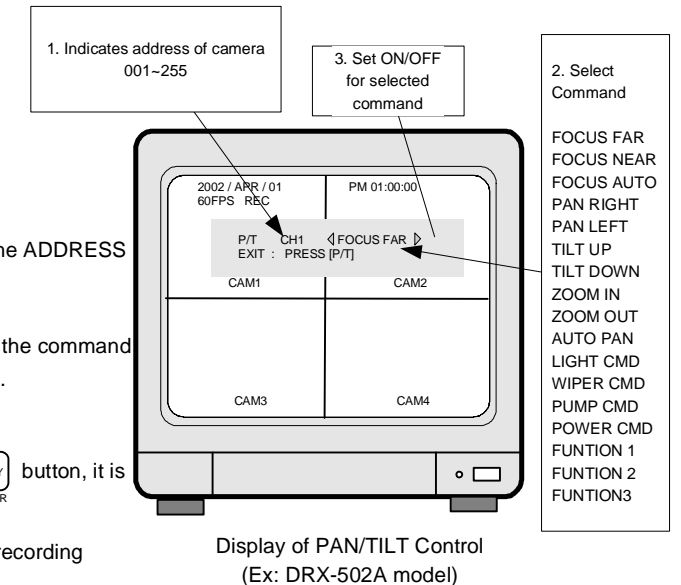 1. Indicates address of camera
001~255
3. Set ON/OFF
for selected
command
2. Select
Command
FOCUS FAR
FOCUS NEAR
FOCUS AUTO
PAN RIGHT
PAN LEFT
TILT UP
TILT DOWN
ZOOM IN
ZOOM OUT
AUTO PAN
LIGHT CMD
WIPER CMD
PUMP CMD
POWER CMD
FUNTION 1
FUNTION 2
FUNTION3
2002 / APR / 01 PM 01:00:00
60FPS REC
P/T CH1 ◁ FOCUS FAR ▷
EXIT : PRESS [P/T]
CAM1 CAM2
CAM3 CAM4
ADDRESS
the command
.
button, it is
R
recording
Display of PAN/TILT Control
(Ex: DRX-502A model)